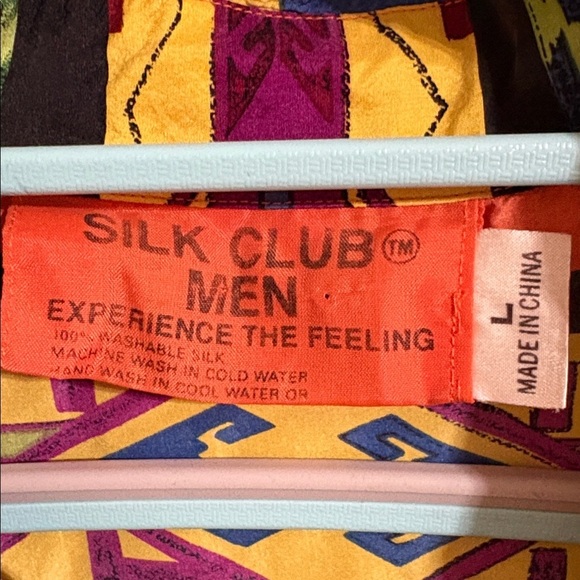 SILK CLUB™
MEN
EXPERIENCE THE FEELING
100% WASHABLE SILK
MACHINE WASH IN COLD WATER
HAND WASH IN COOL WATER OR
L
MADE IN CHINA